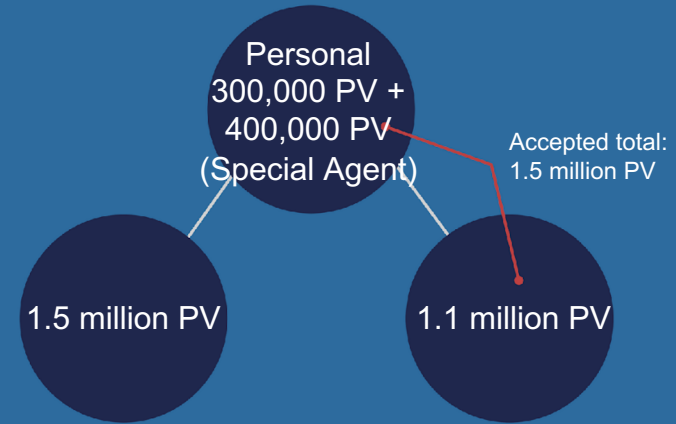 Personal
300,000 PV +
400,000 PV
(Special Agent)
Accepted total:
1.5 million PV
1.5 million PV
1.1 million PV